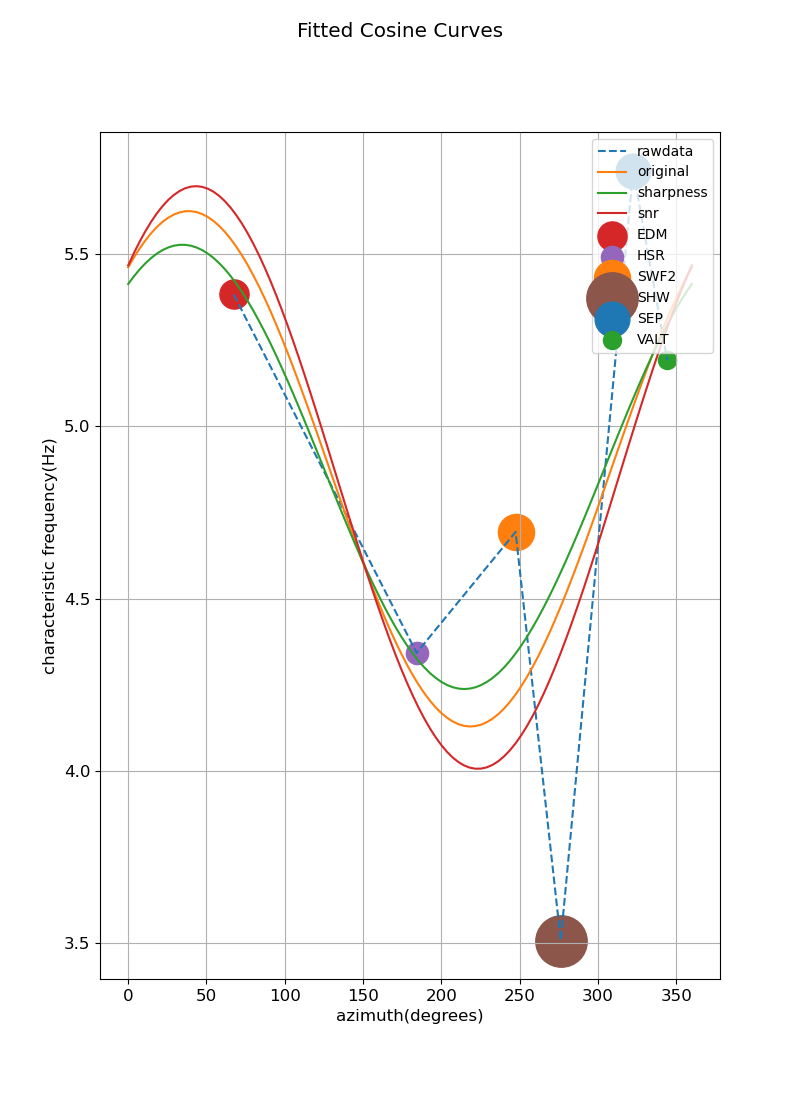 Fitted Cosine Curves
rawdata
original
sharpness
snr
EDM
HSR
SWF2
SHW
SEP
VALT
characteristic frequency(Hz)
5.5
5.0
4.5
4.0
3.5
0 50 100 150 200 250 300 350
azimuth(degrees)